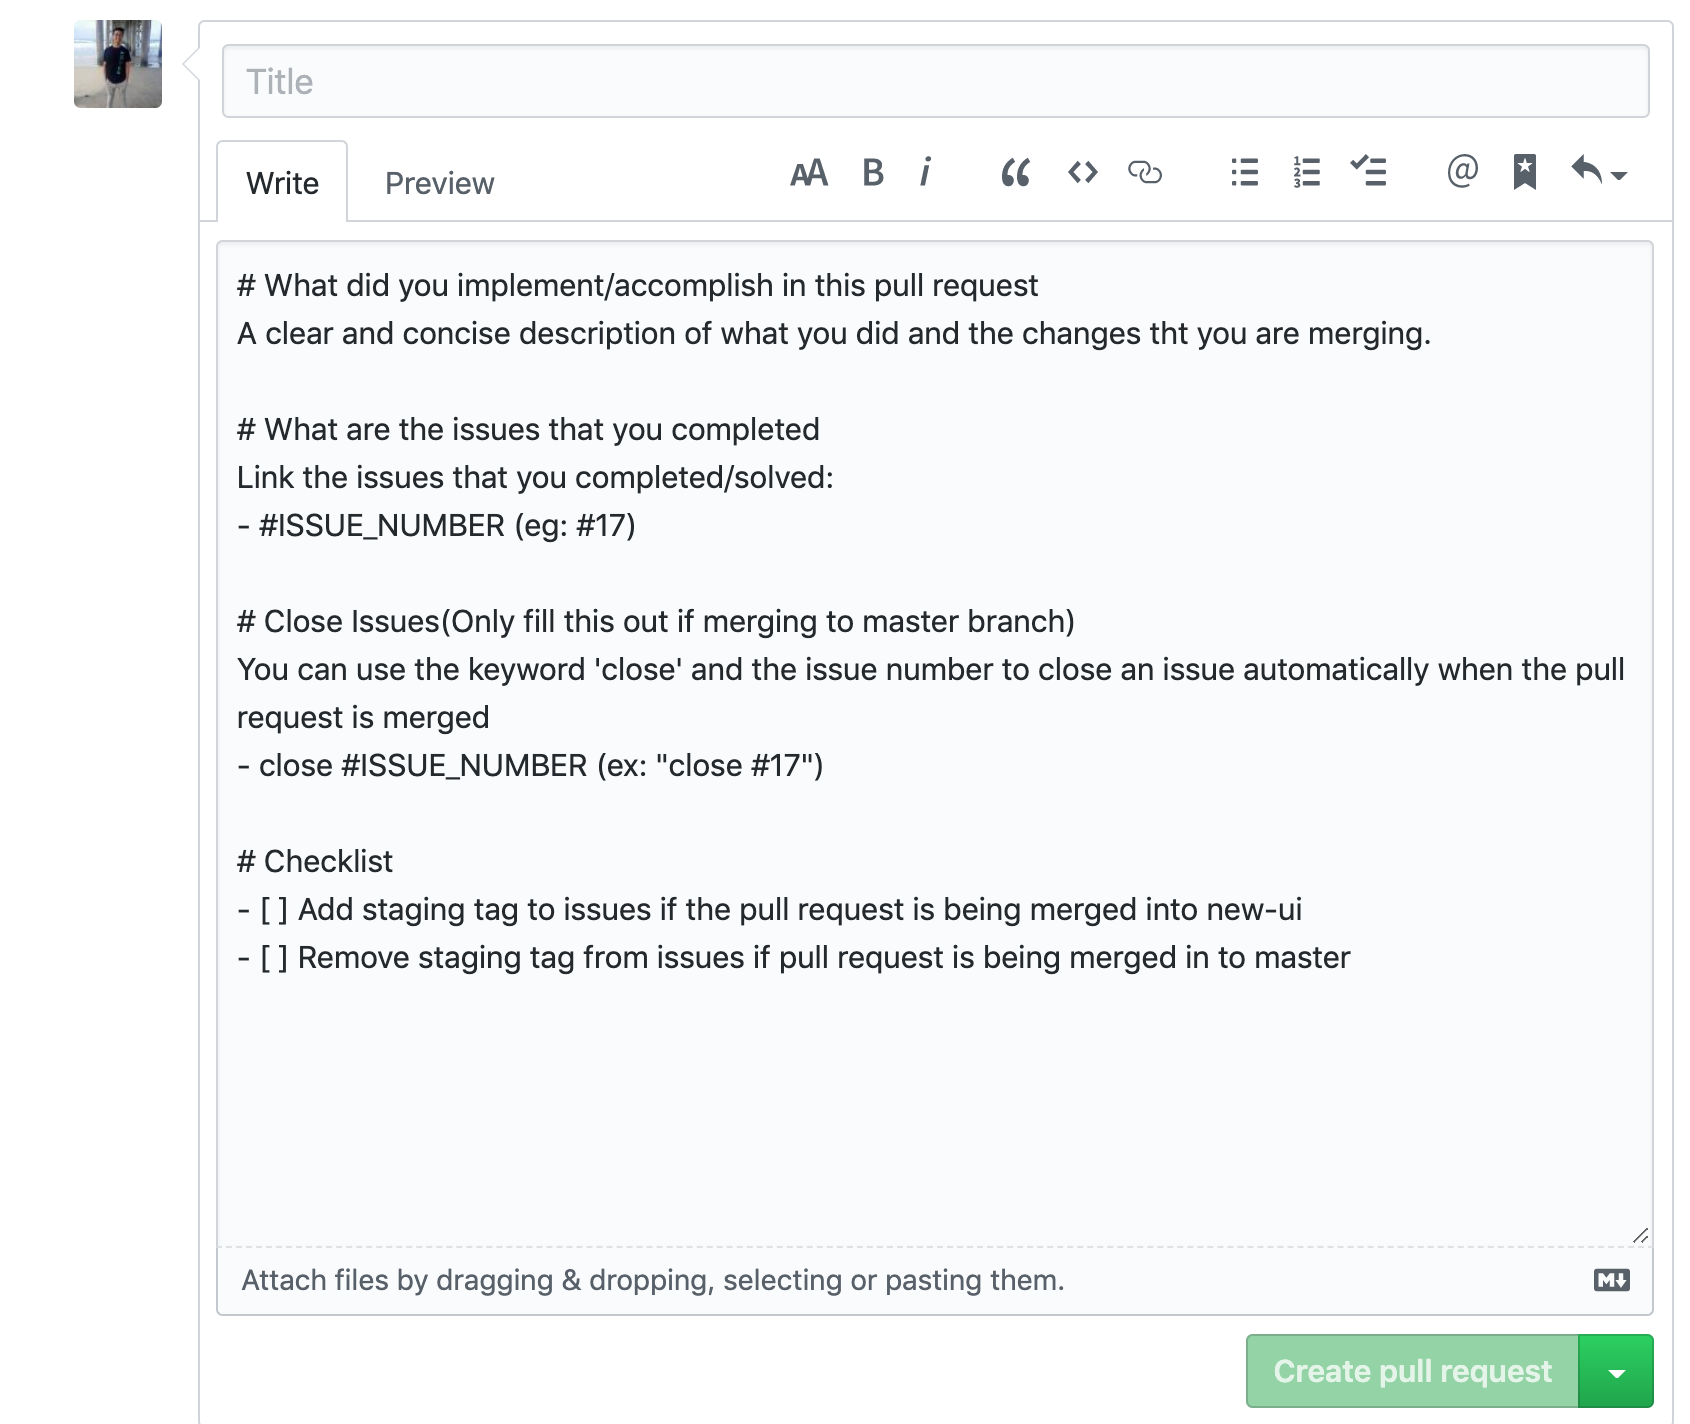 Title
Write
Preview
AA B i “ <> @
# What did you implement/accomplish in this pull request
A clear and concise description of what you did and the changes tht you are merging.
# What are the issues that you completed
Link the issues that you completed/solved:
- #ISSUE_NUMBER (eg: #17)
# Close Issues(Only fill this out if merging to master branch)
You can use the keyword 'close' and the issue number to close an issue automatically when the pull
request is merged
- close #ISSUE_NUMBER (ex: "close #17")
# Checklist
- [ ] Add staging tag to issues if the pull request is being merged into new-ui
- [ ] Remove staging tag from issues if pull request is being merged in to master
Attach files by dragging & dropping, selecting or pasting them.
M↓
Create pull request